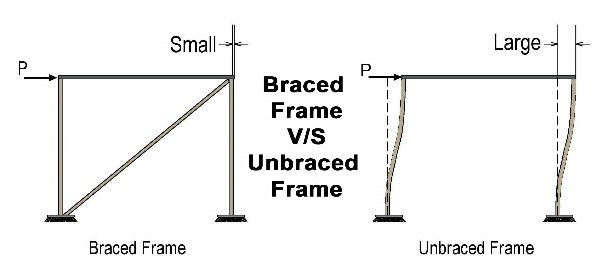 Small
P
Braced
Frame
V/S
Unbraced
Frame
Large
P
Braced Frame
Unbraced Frame